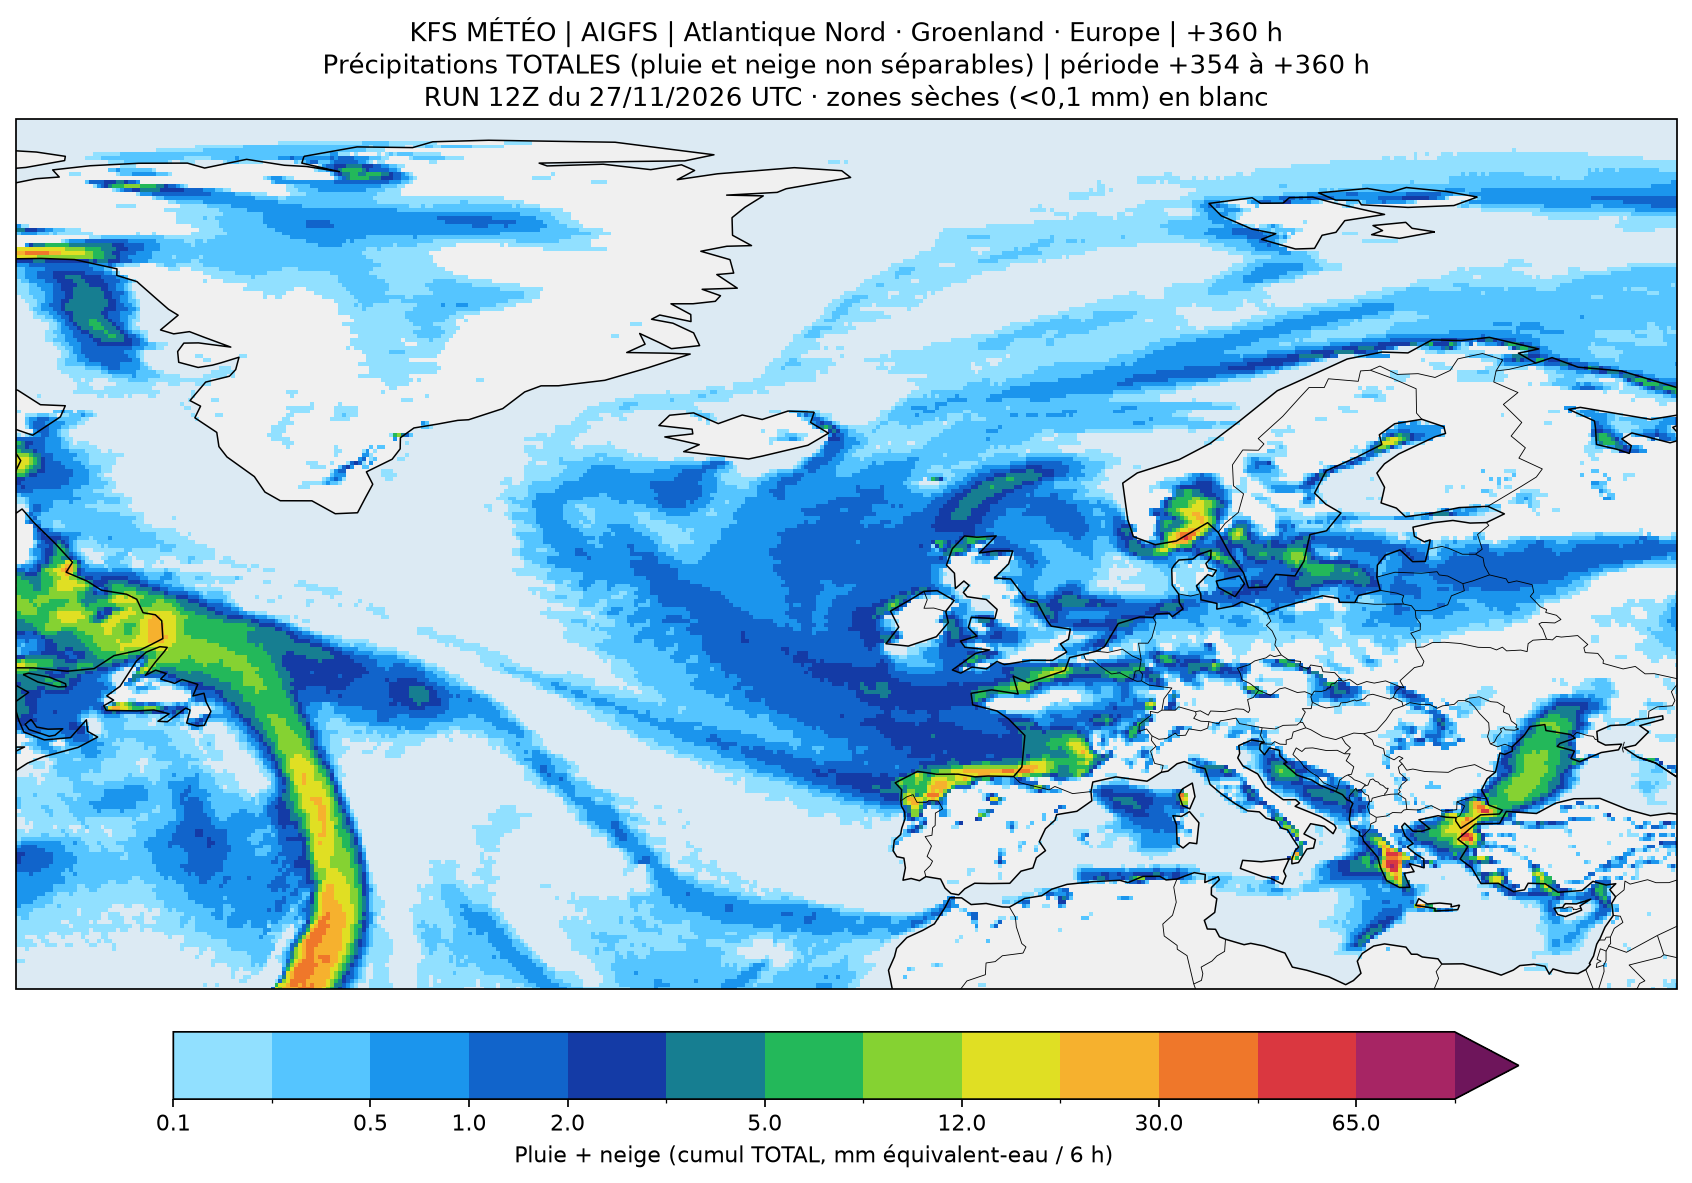 KFS MÉTÉO | AIGFS | Atlantique Nord · Groenland · Europe | +360 h
Précipitations TOTALES (pluie et neige non séparables) | période +354 à +360 h
RUN 12Z du 27/11/2026 UTC · zones sèches (<0,1 mm) en blanc
0.1 0.5 1.0 2.0 5.0 12.0 30.0 65.0
Pluie + neige (cumul TOTAL, mm équivalent-eau / 6 h)